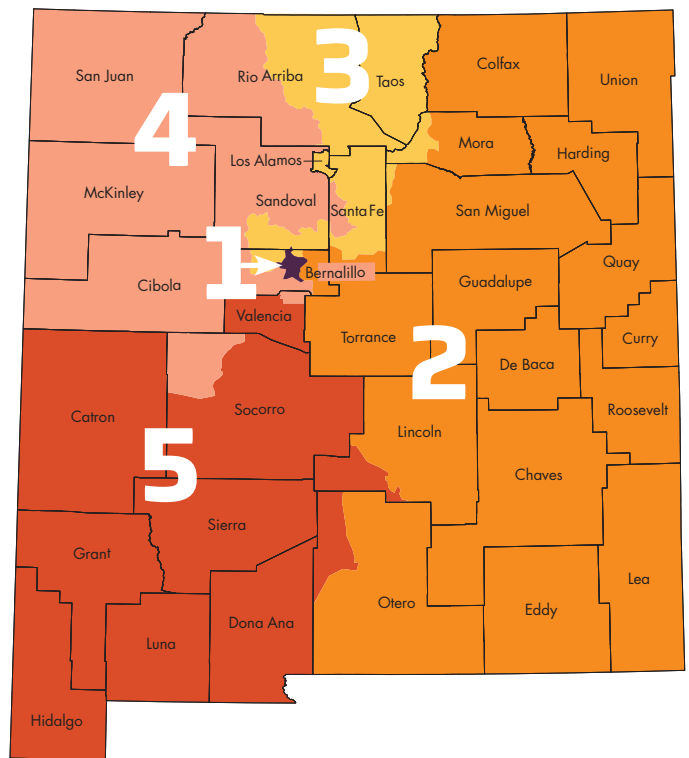 3
Colfax
San Juan
Rio Arriba
Taos
Union
4
Mora
Harding
Los Alamos
McKinley
Sandoval
Santa Fe
San Miguel
1
Quay
Bernalillo
Cibola
Guadalupe
Valencia
Torrance
Curry
2
De Baca
Socorro
Roosevelt
Catron
Lincoln
5
Chaves
Sierra
Grant
Lea
Otero
Eddy
Dona Ana
Luna
Hidalgo